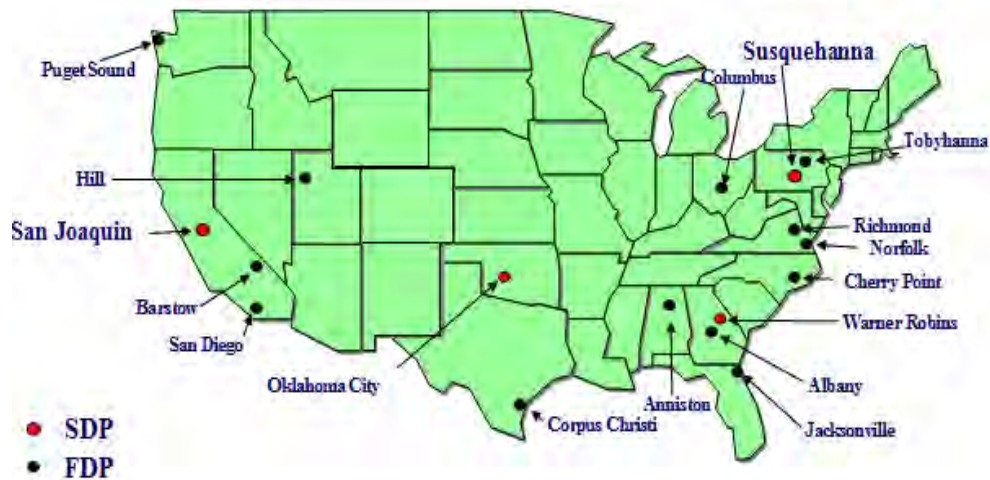 Susquehanna
Puget Sound
Columbus
Tobyhanna
Hill
San Joaquin
Richmond
Norfolk
Cherry Point
Barstow
Warner Robins
San Diego
Oklahoma City
Albany
Anniston
Corpus Christi
Jacksonville
SDP
FDP